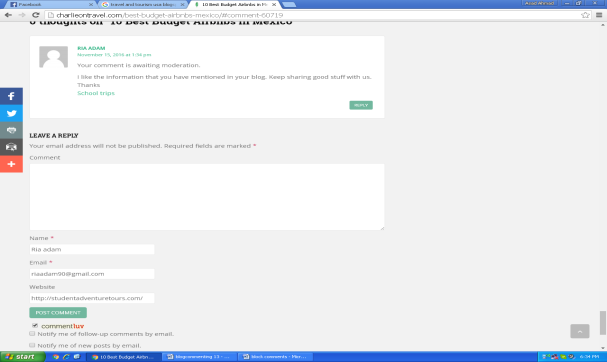 Facebook
travel and tourism usa blog
10 Best Budget Airbnbs in M
charlieontravel.com/best-budget-airbnbs-mexico/#comment-60719
6 thoughts on "10 Best Budget Airbnbs in Mexico"
RIA ADAM
November 15, 2016 at 1:34 pm
Your comment is awaiting moderation.
I like the information that you have mentioned in your blog. Keep sharing good stuff with us.
Thanks
School trips
REPLY
LEAVE A REPLY
Your email address will not be published. Required fields are marked *
Comment
Name *
Ria adam
Email *
riaadam90@gmail.com
Website
http://studentadventuretours.com/
POST COMMENT
commentluv
Notify me of follow-up comments by email.
Notify me of new posts by email.
start
10 Best Budget Airbn...
blogcommenting 13 - ...
Work comments - Micr...
6:34 PM